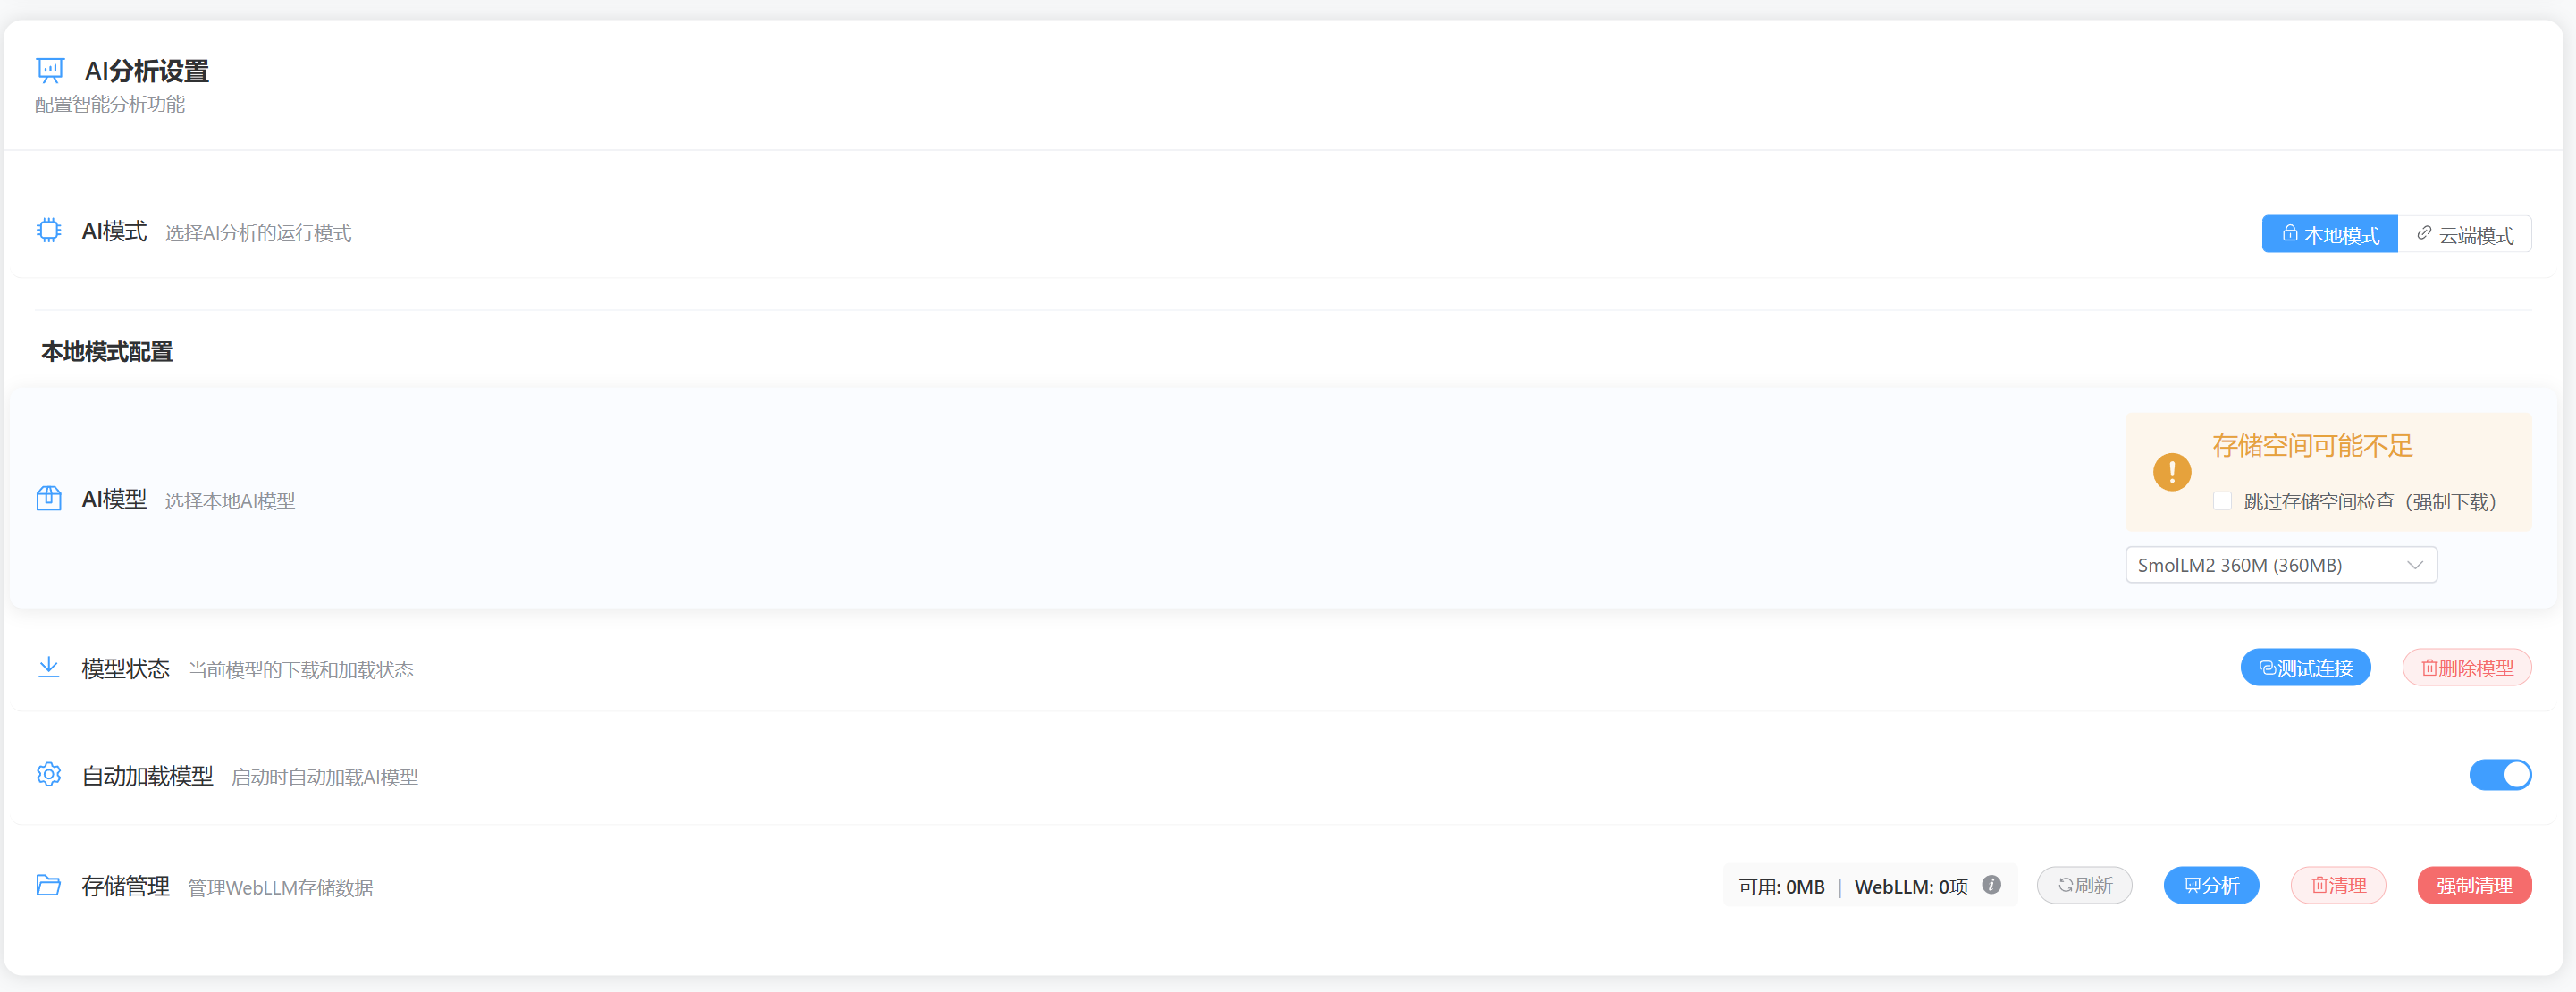 AI分析设置
配置智能分析功能
AI模式 选择AI分析的运行模式
本地模式 云端模式
本地模式配置
存储空间可能不足
跳过存储空间检查（强制下载）
AI模型 选择本地AI模型
SmolLM2 360M (360MB)
模型状态 当前模型的下载和加载状态
测试连接 删除模型
自动加载模型 启动时自动加载AI模型
存储管理 管理WebLLM存储数据
可用: 0MB | WebLLM: 0项 刷新 分析 清理 强制清理